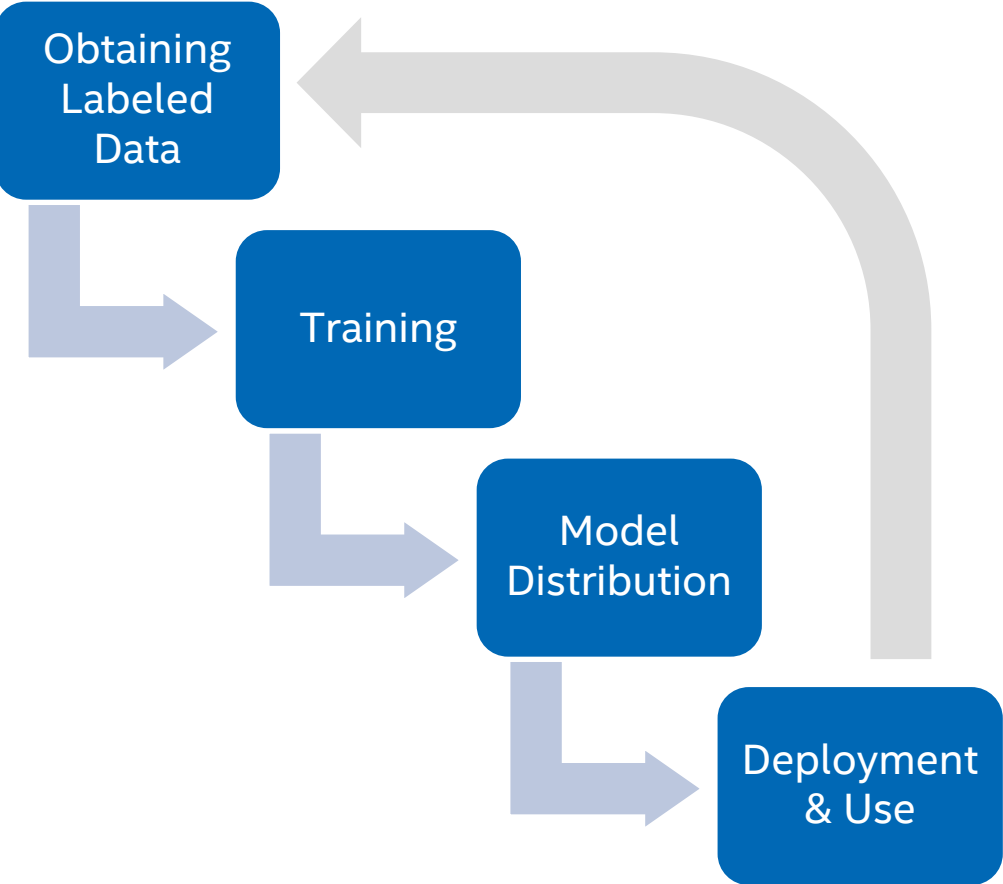 Obtaining
Labeled
Data
Training
Model
Distribution
Deployment
& Use